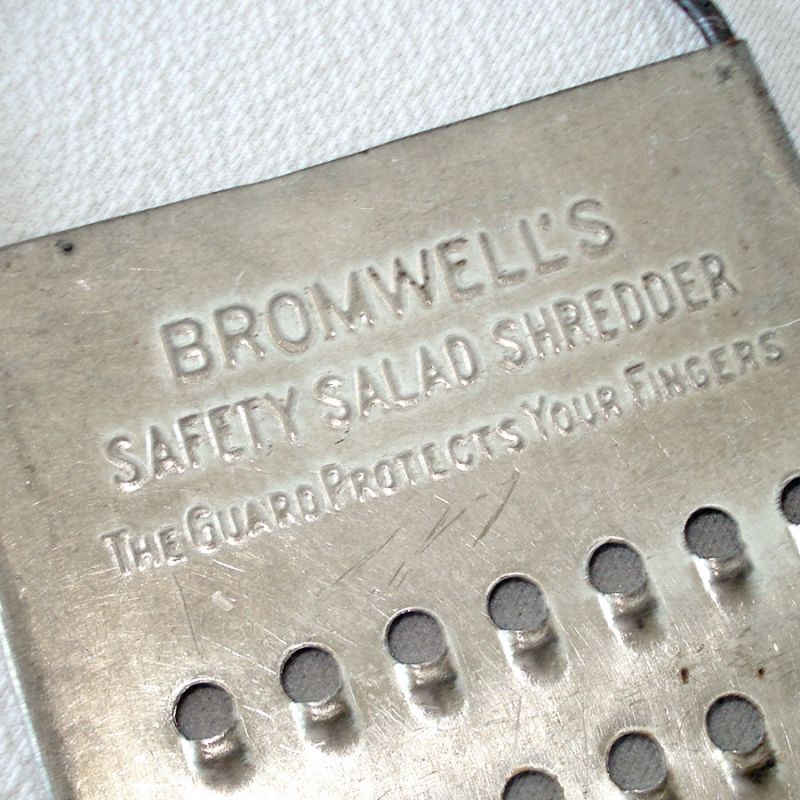 BROMWELL'S
SAFETY SALAD SHREDDER
THE GUARD PROTECTS YOUR FINGERS